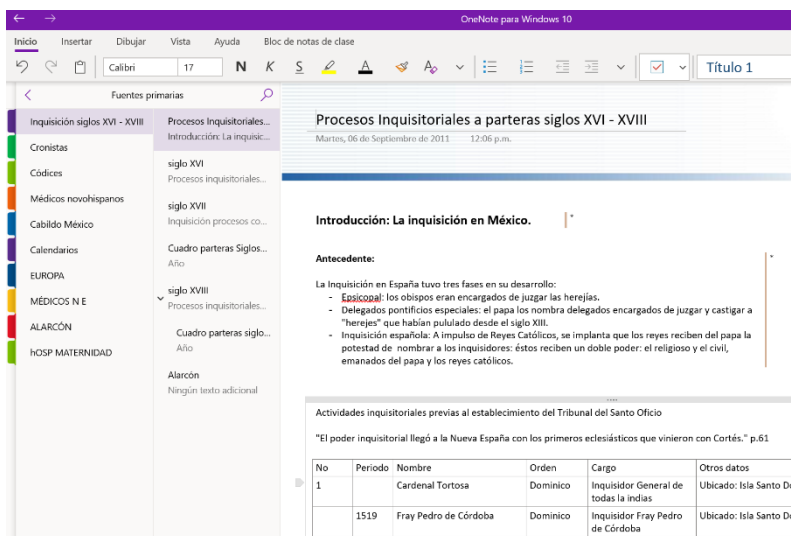 OneNote para Windows 10
Inicio Insertar Dibujar Vista Ayuda Bloc de notas de clase
Calibri 17 N K S A A Título 1
Fuentes primarias
Inquisición siglos XVI - XVIII
Cronistas
Códices
Médicos novohispanos
Cabildo México
Calendarios
EUROPA
MÉDICOS N E
ALARCÓN
hOSP MATERNIDAD
Procesos Inquisitoriales...
Introducción: La inquisic...
siglo XVI
Procesos inquisitoriales...
siglo XVII
Inquisición procesos co...
Cuadro parteras Siglos...
Año
siglo XVIII
Procesos inquisitoriales...
Cuadro parteras siglo...
Año
Alarcón
Ningún texto adicional
Procesos Inquisitoriales a parteras siglos XVI - XVIII
Martes, 06 de Septiembre de 2011 12:06 p.m.
Introducción: La inquisición en México.
Antecedente:
La Inquisición en España tuvo tres fases en su desarrollo:
- Epsicopal: los obispos eran encargados de juzgar las herejías.
- Delegados pontificios especiales: el papa los nombra delegados encargados de juzgar y castigar a
"herejes" que habían pululado desde el siglo XIII.
- Inquisición española: A impulso de Reyes Católicos, se implanta que los reyes reciben del papa la
potestad de nombrar a los inquisidores: éstos reciben un doble poder: el religioso y el civil,
emanados del papa y los reyes católicos.
Actividades inquisitoriales previas al establecimiento del Tribunal del Santo Oficio
"El poder inquisitorial llegó a la Nueva España con los primeros eclesiásticos que vinieron con Cortés." p.61
No Periodo Nombre Orden Cargo Otros datos
1 Cardenal Tortosa Dominico Inquisidor General de Ubicado: Isla Santo Do
todas la indias
1519 Fray Pedro de Córdoba Dominico Inquisidor Fray Pedro Ubicado: Isla Santo Do
de Córdoba